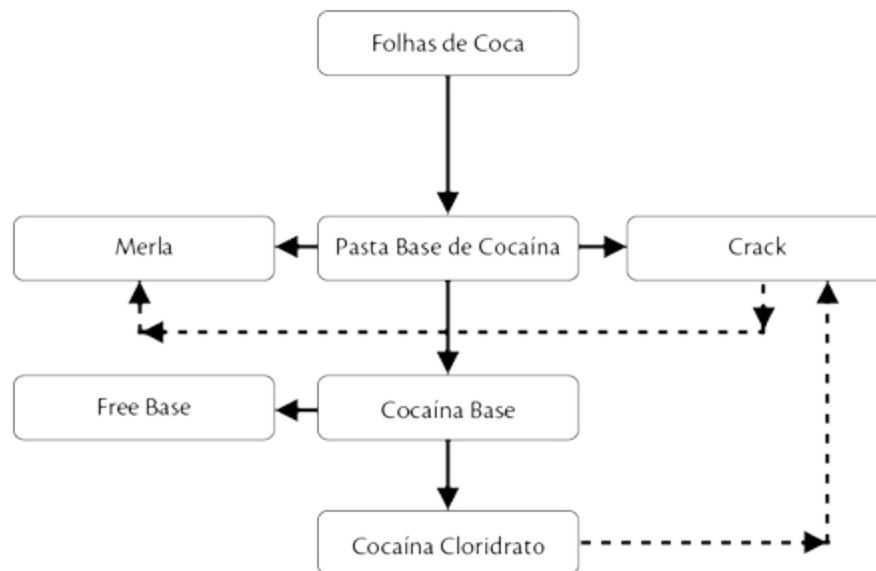 Folhas de Coca
Merla
Pasta Base de Cocaína
Crack
Free Base
Cocaína Base
Cocaína Cloridrato